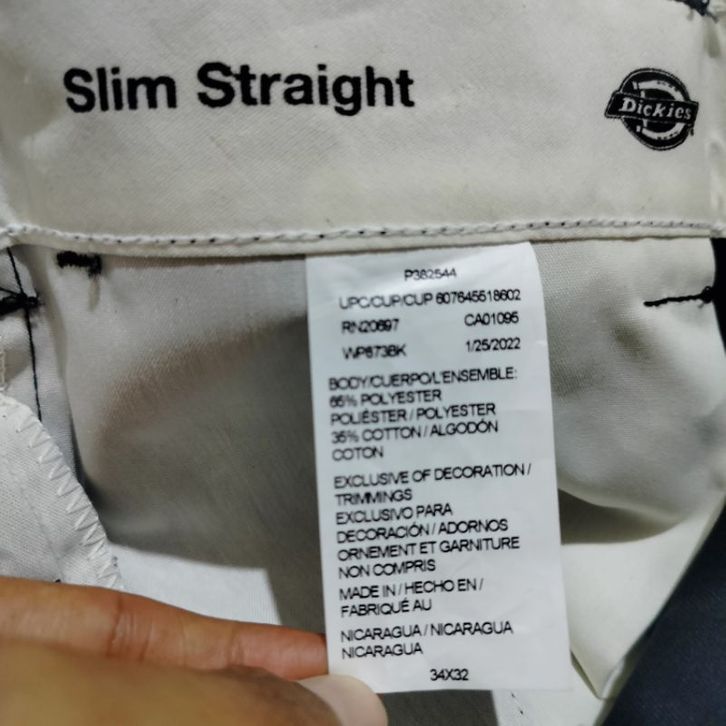 Slim Straight
Dickies
P382544
UPC/CUP/CUP 607645518602
RN20697 CA01095
WP873BK 1/25/2022
BODY/CUERPO/L'ENSEMBLE:
65% POLYESTER
POLIÉSTER / POLYESTER
35% COTTON / ALGODÓN
COTON
EXCLUSIVE OF DECORATION /
TRIMMINGS
EXCLUSIVO PARA
DECORACIÓN / ADORNOS
ORNEMENT ET GARNITURE
NON COMPRIS
MADE IN / HECHO EN /
FABRIQUÉ AU
NICARAGUA / NICARAGUA
NICARAGUA
34X32